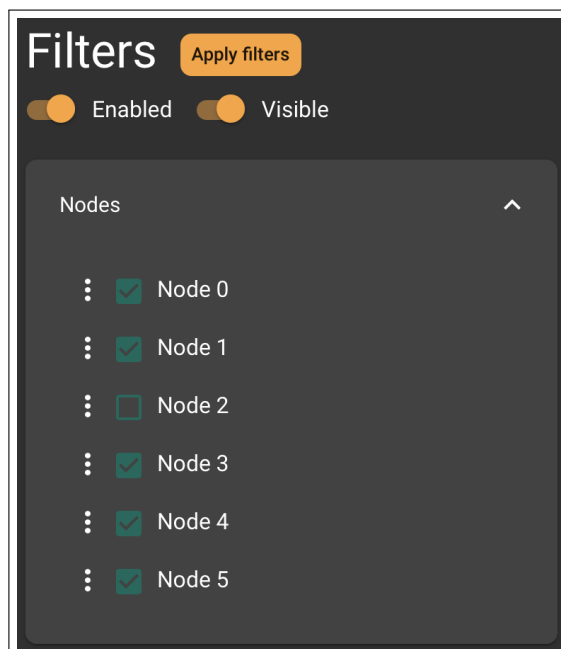 Filters Apply filters
Enabled Visible
Nodes
Node 0
Node 1
Node 2
Node 3
Node 4
Node 5